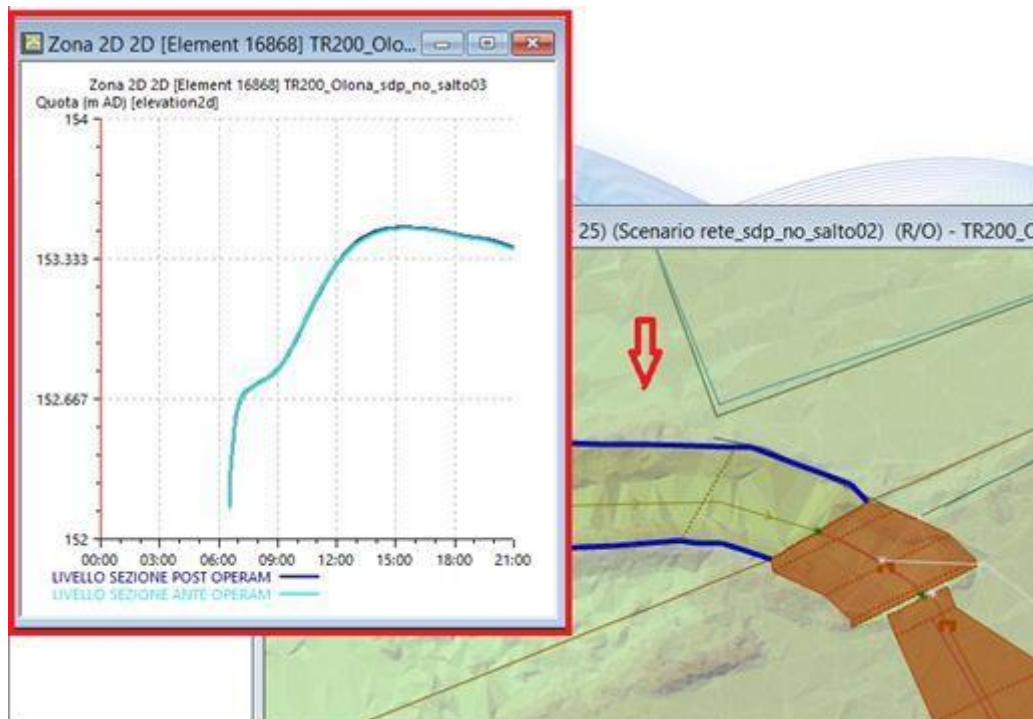 Zona 2D 2D [Element 16868] TR200_Olo...
Zona 2D 2D [Element 16868] TR200_Olona_sdp_no_salto03
Quota (m AD) [elevation2d]
154
153.333
152.667
152
00:00 03:00 06:00 09:00 12:00 15:00 18:00 21:00
LIVELLO SEZIONE POST OPERAM
LIVELLO SEZIONE ANTE OPERAM
25) (Scenario rete_sdp_no_salto02) (R/O) - TR200_O